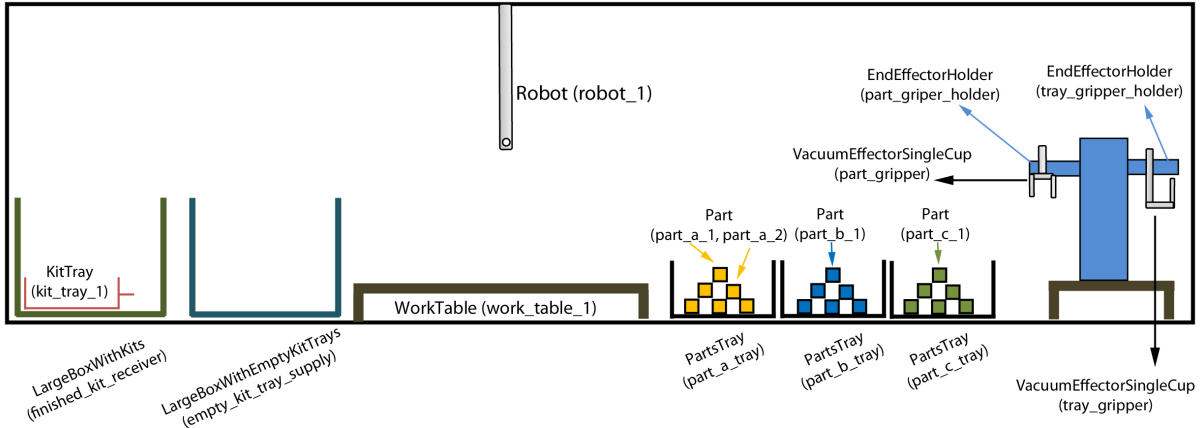 Robot (robot_1)
EndEffectorHolder
(part_griper_holder)
EndEffectorHolder
(tray_gripper_holder)
VacuumEffectorSingleCup
(part_gripper)
Part
(part_a_1, part_a_2)
Part
(part_b_1)
Part
(part_c_1)
KitTray
(kit_tray_1)
WorkTable (work_table_1)
LargeBoxWithKits
(finished_kit_receiver)
LargeBoxWithEmptyKitTrays
(empty_kit_tray_supply)
PartsTray
(part_a_tray)
PartsTray
(part_b_tray)
PartsTray
(part_c_tray)
VacuumEffectorSingleCup
(tray_gripper)